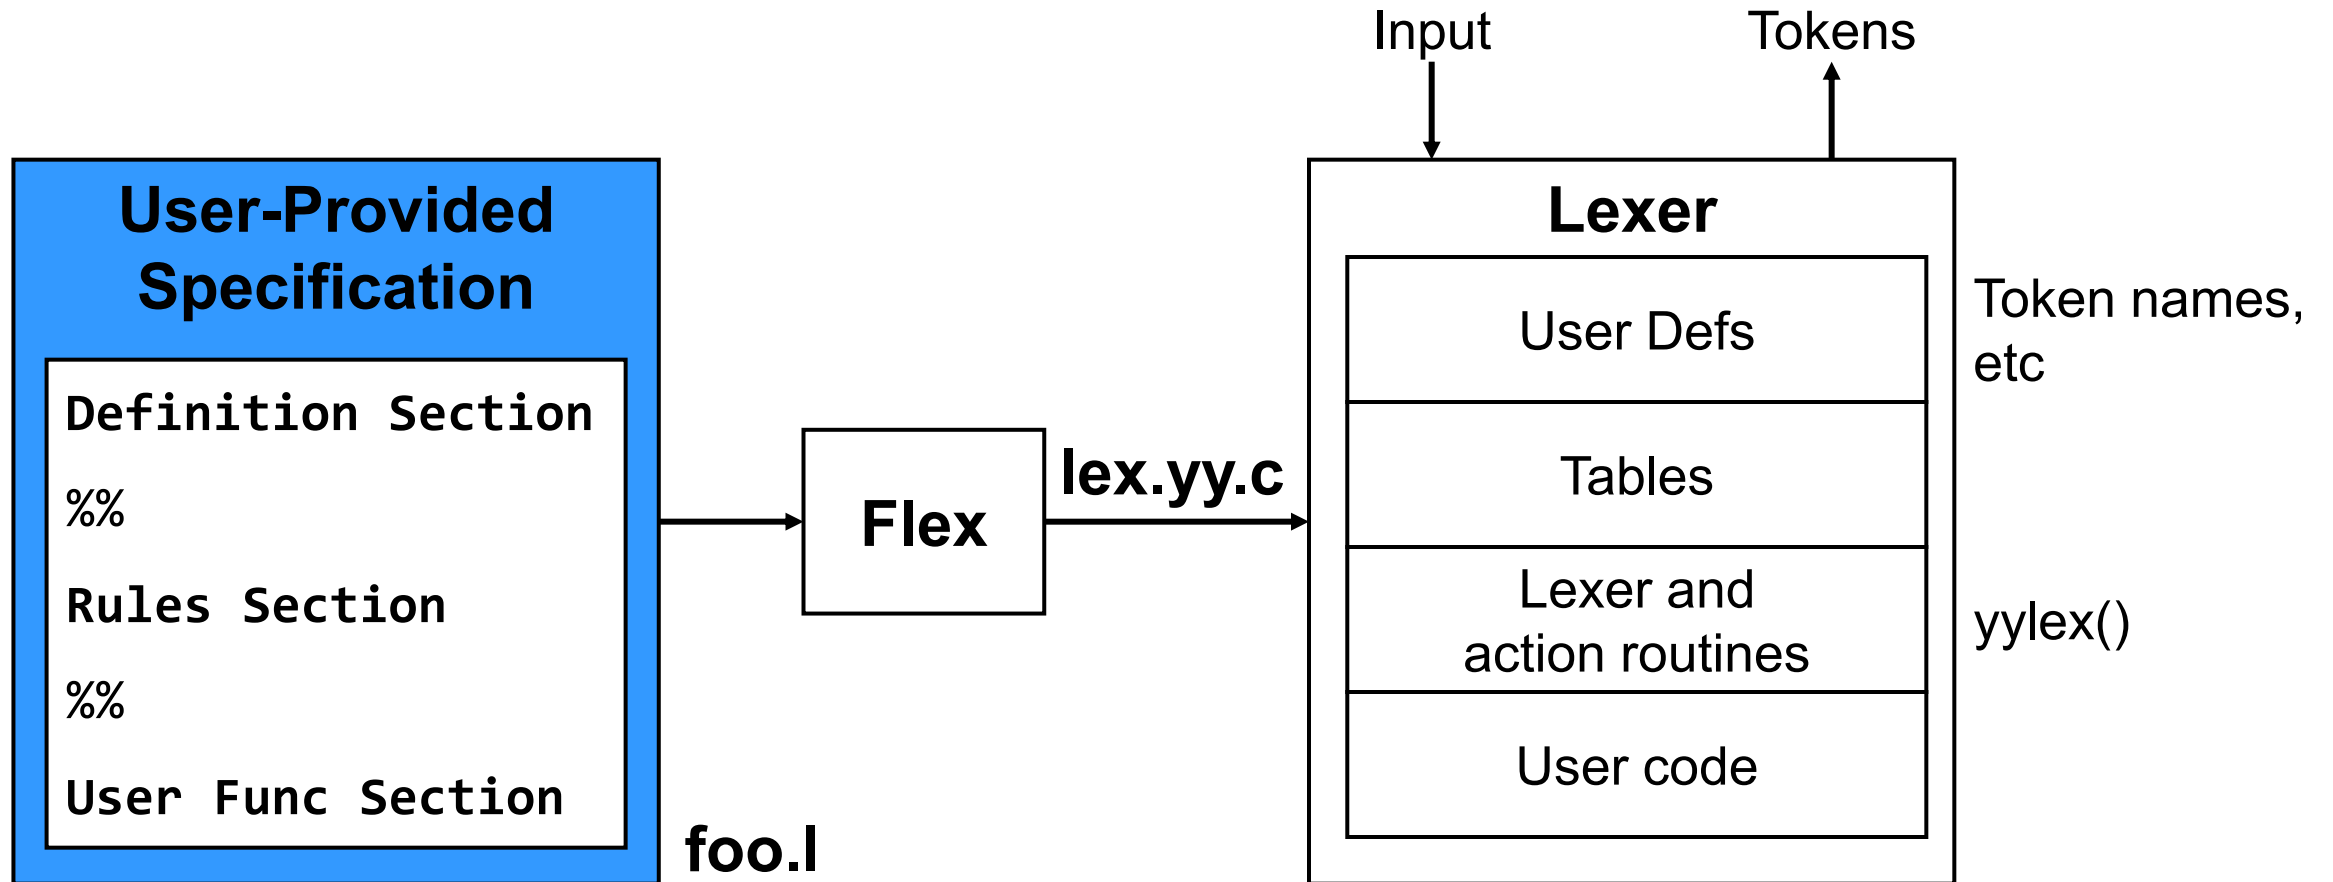 Input
Tokens
User-Provided
Specification
Definition Section
%%
Rules Section
%%
User Func Section
foo.l
Flex
lex.yy.c
Lexer
User Defs
Tables
Lexer and
action routines
User code
Token names,
etc
yylex()